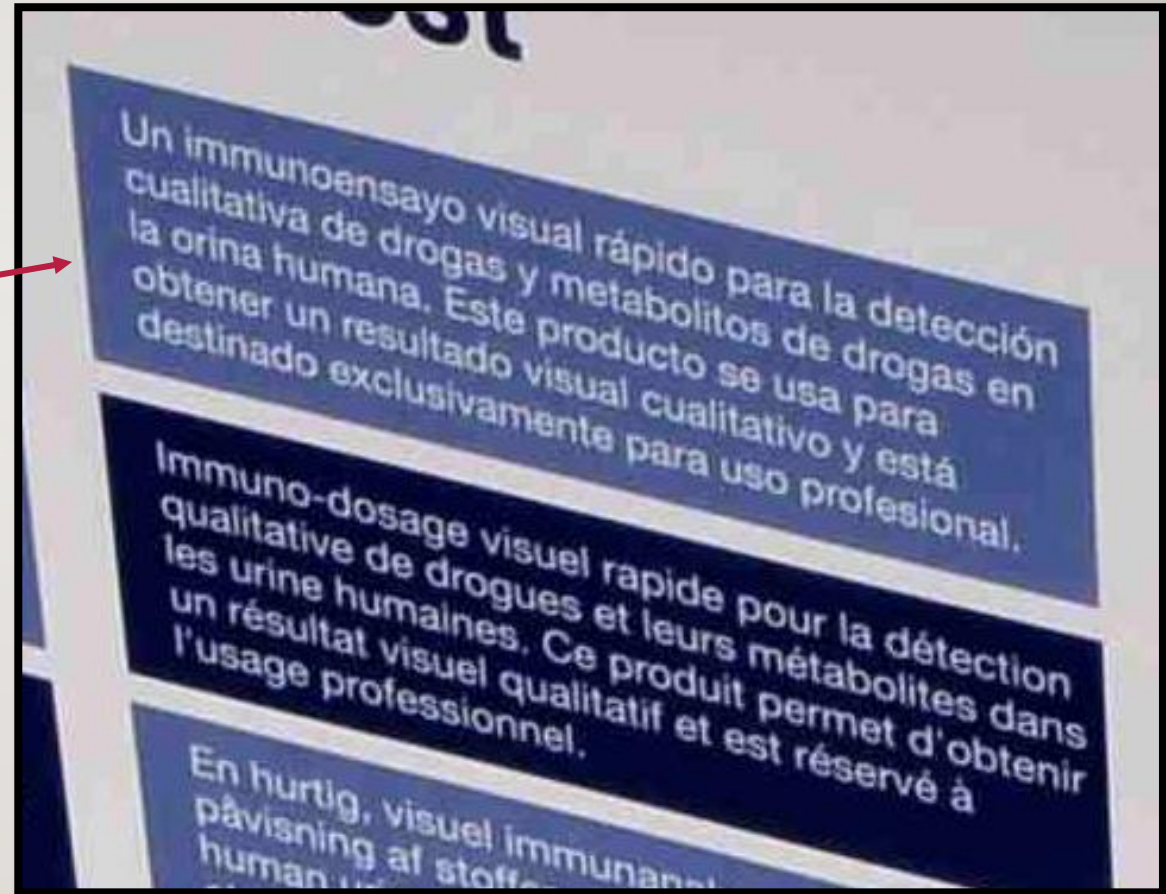 Un immunoensayo visual rápido para la detección
cualitativa de drogas y metabolitos de drogas en
la orina humana. Este producto se usa para
obtener un resultado visual cualitativo y está
destinado exclusivamente para uso profesional.
Immuno-dosage visuel rapide pour la détection
qualitative de drogues et leurs métabolites dans
les urine humaines. Ce produit permet d'obtenir
un résultat visuel qualitatif et est réservé à
l'usage professionnel.
En hurtig, visuel
påvisning af
human